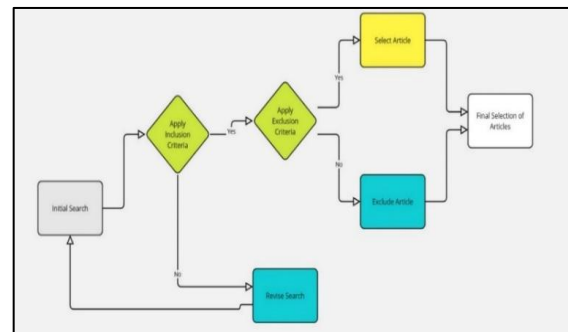 Select Article
Yes
Apply
Inclusion
Criteria
Yes
Apply
Exclusion
Criteria
Final Selection of
Articles
No
Initial Search
Exclude Article
No
Revise Search